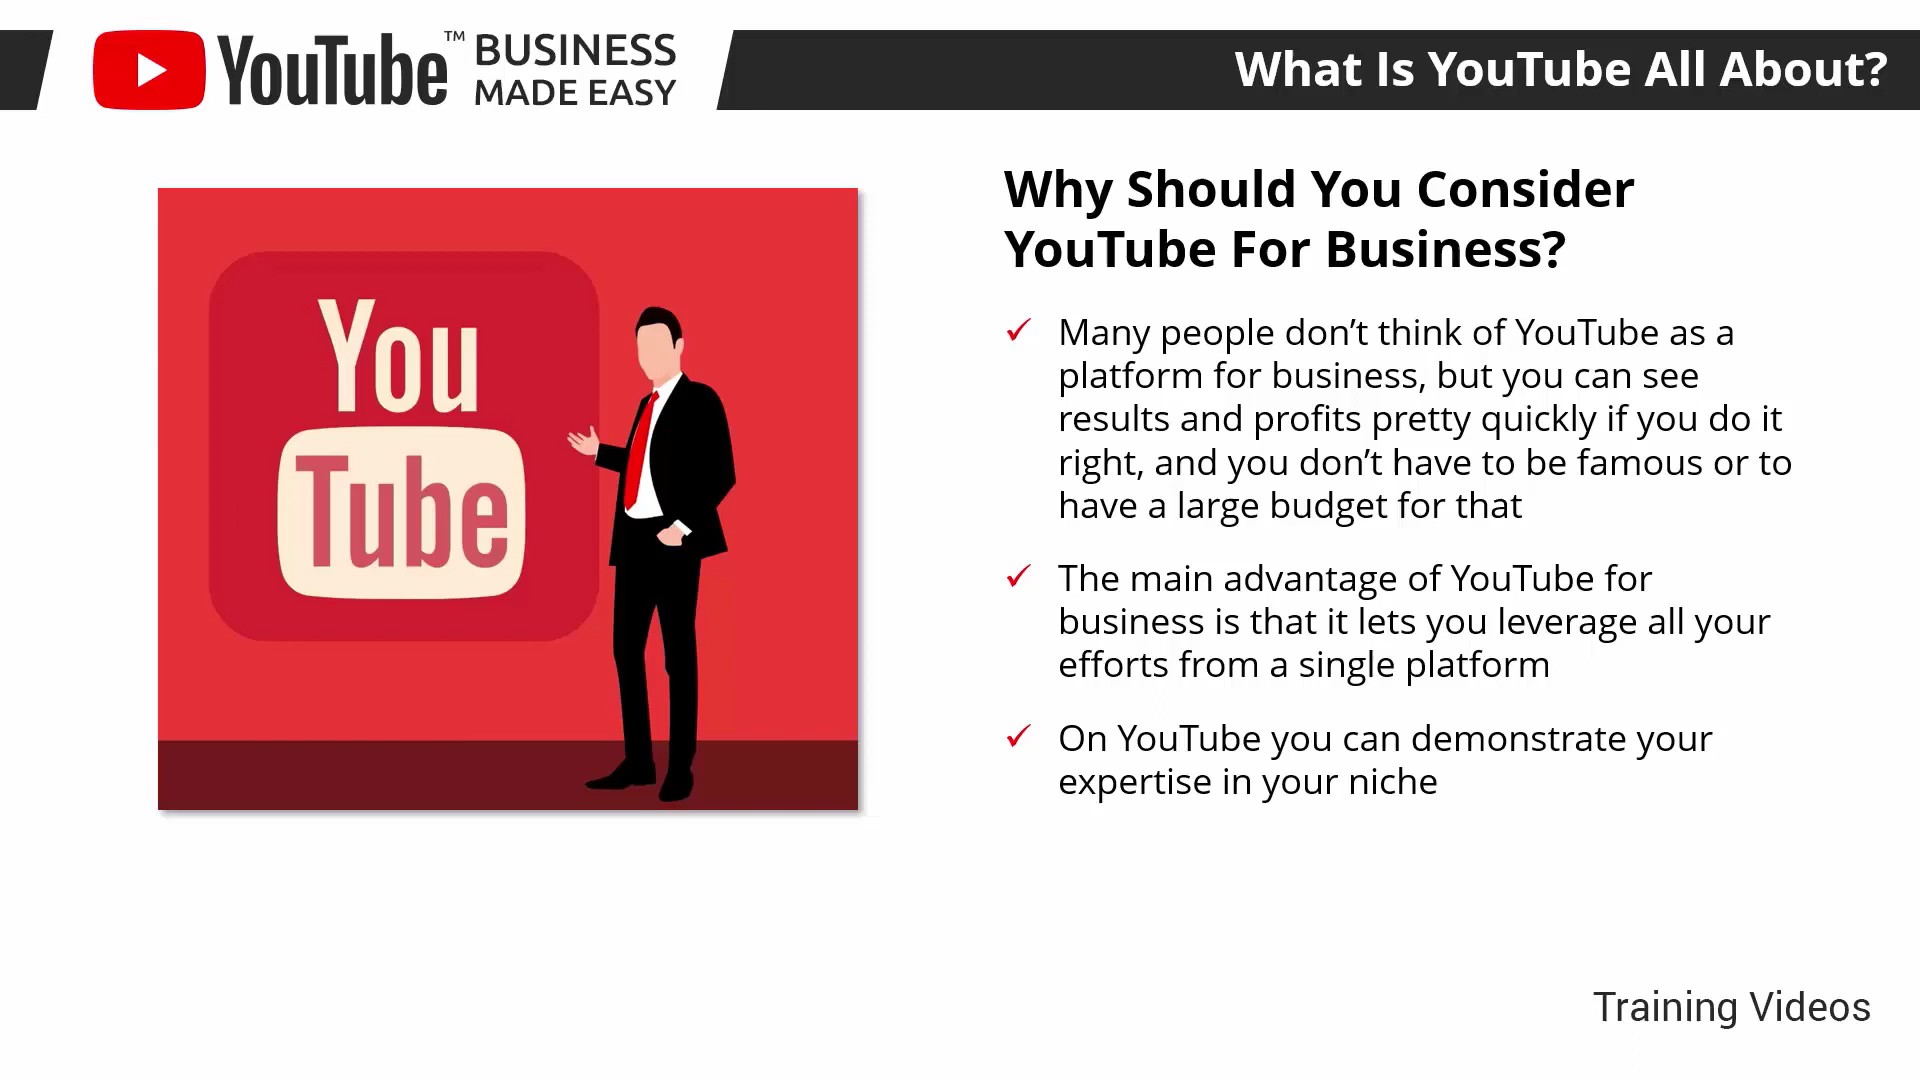 YouTube™ BUSINESS
MADE EASY
What Is YouTube All About?
You
Tube
Why Should You Consider
YouTube For Business?
✓ Many people don’t think of YouTube as a
platform for business, but you can see
results and profits pretty quickly if you do it
right, and you don’t have to be famous or to
have a large budget for that
✓ The main advantage of YouTube for
business is that it lets you leverage all your
efforts from a single platform
✓ On YouTube you can demonstrate your
expertise in your niche
Training Videos